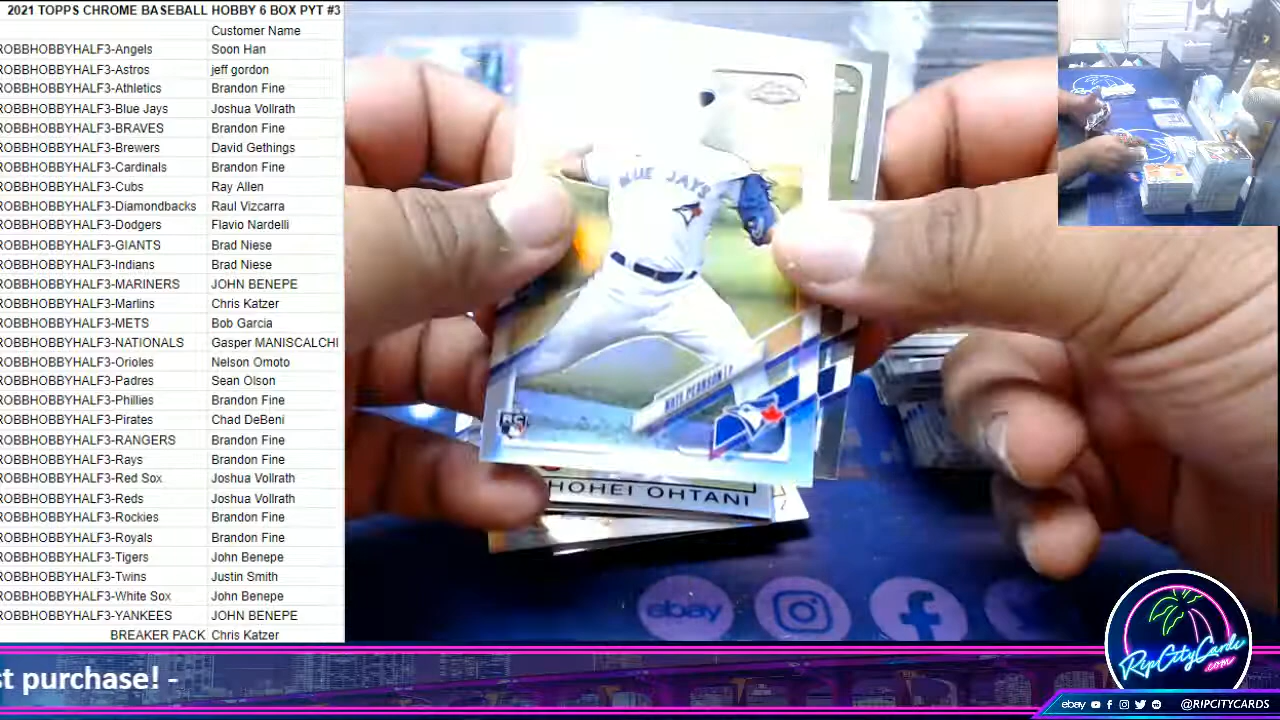 2021 TOPPS CHROME BASEBALL HOBBY 6 BOX PYT #3
Customer Name
ROBBHOBBYHALF3-Angels Soon Han
ROBBHOBBYHALF3-Astros jeff gordon
ROBBHOBBYHALF3-Athletics Brandon Fine
ROBBHOBBYHALF3-Blue Jays Joshua Vollrath
ROBBHOBBYHALF3-BRAVES Brandon Fine
ROBBHOBBYHALF3-Brewers David Gethings
ROBBHOBBYHALF3-Cardinals Brandon Fine
ROBBHOBBYHALF3-Cubs Ray Allen
ROBBHOBBYHALF3-Diamondbacks Raul Vizcarra
ROBBHOBBYHALF3-Dodgers Flavio Nardelli
ROBBHOBBYHALF3-GIANTS Brad Niese
ROBBHOBBYHALF3-Indians Brad Niese
ROBBHOBBYHALF3-MARINERS JOHN BENEPE
ROBBHOBBYHALF3-Marlins Chris Katzer
ROBBHOBBYHALF3-METS Bob Garcia
ROBBHOBBYHALF3-NATIONALS Gasper MANISCALCHI
ROBBHOBBYHALF3-Orioles Nelson Omoto
ROBBHOBBYHALF3-Padres Sean Olson
ROBBHOBBYHALF3-Phillies Brandon Fine
ROBBHOBBYHALF3-Pirates Chad DeBeni
ROBBHOBBYHALF3-RANGERS Brandon Fine
ROBBHOBBYHALF3-Rays Brandon Fine
ROBBHOBBYHALF3-Red Sox Joshua Vollrath
ROBBHOBBYHALF3-Reds Joshua Vollrath
ROBBHOBBYHALF3-Rockies Brandon Fine
ROBBHOBBYHALF3-Royals Brandon Fine
ROBBHOBBYHALF3-Tigers John Benepe
ROBBHOBBYHALF3-Twins Justin Smith
ROBBHOBBYHALF3-White Sox John Benepe
ROBBHOBBYHALF3-YANKEES JOHN BENEPE
BREAKER PACK Chris Katzer
BLUE JAYS
NATE PEARSON
RC
HOHEI OHTANI
ebay
RipCityCards
.com
st purchase! -
ebay @RIPCITYCARDS